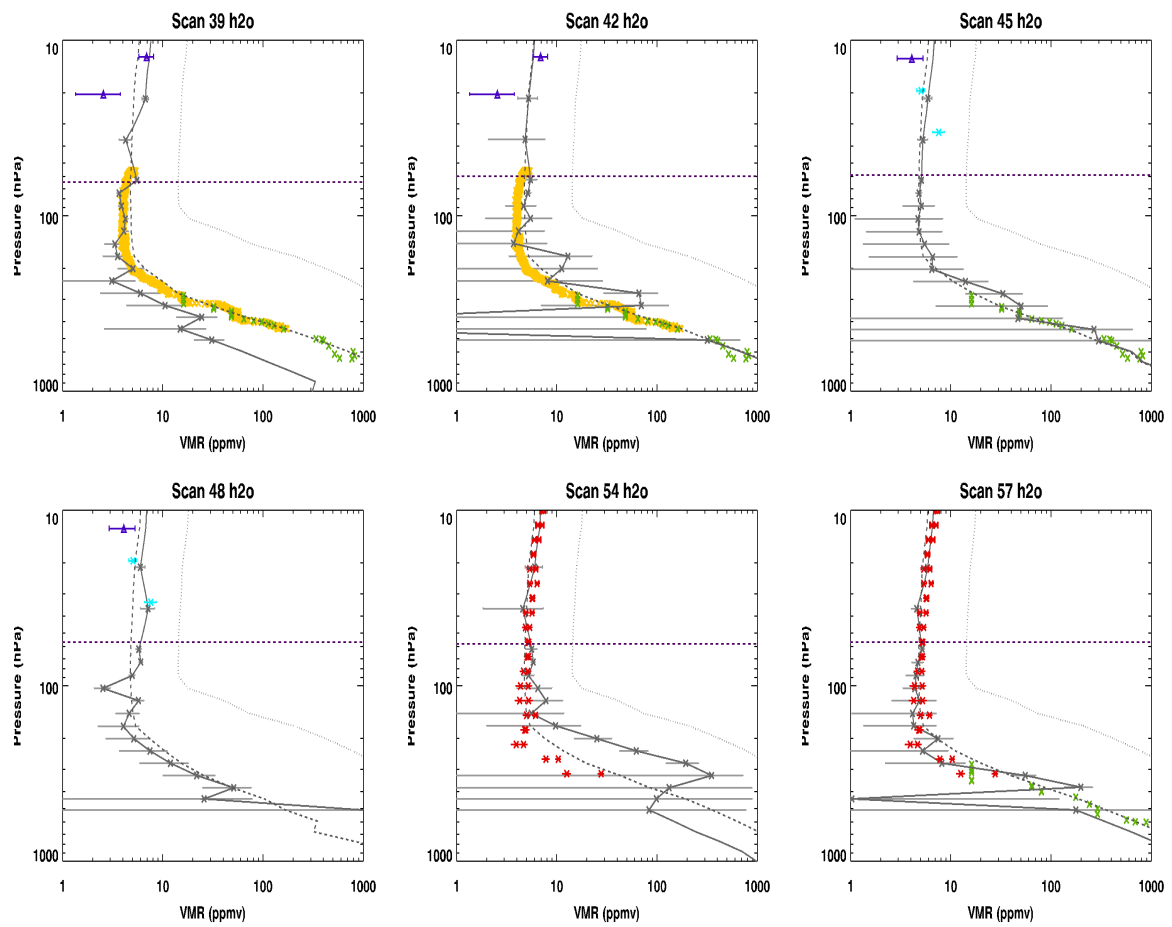 Scan 39 h2o
Scan 42 h2o
Scan 45 h2o
10
100
1000
Pressure (hPa)
1
10
100
1000
VMR (ppmv)
10
100
1000
Pressure (hPa)
1
10
100
1000
VMR (ppmv)
10
100
1000
Pressure (hPa)
1
10
100
1000
VMR (ppmv)
Scan 48 h2o
Scan 54 h2o
Scan 57 h2o
10
100
1000
Pressure (hPa)
1
10
100
1000
VMR (ppmv)
10
100
1000
Pressure (hPa)
1
10
100
1000
VMR (ppmv)
10
100
1000
Pressure (hPa)
1
10
100
1000
VMR (ppmv)